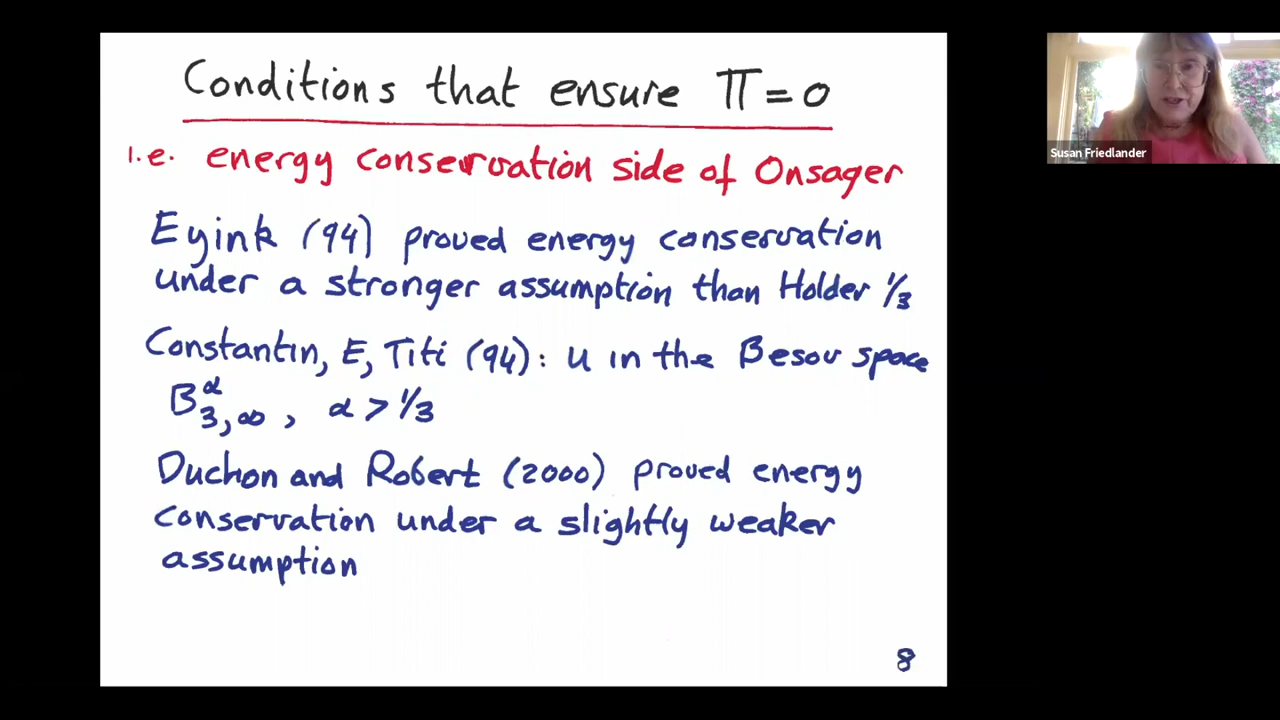 Conditions that ensure Π = 0
i.e. energy conservation side of Onsager
Eyink (94) proved energy conservation
under a stronger assumption than Holder 1/3
Constantin, E, Titi (94): u in the Besov space
B^α_{3,∞}, α > 1/3
Duchon and Robert (2000) proved energy
conservation under a slightly weaker
assumption
8
Susan Friedlander